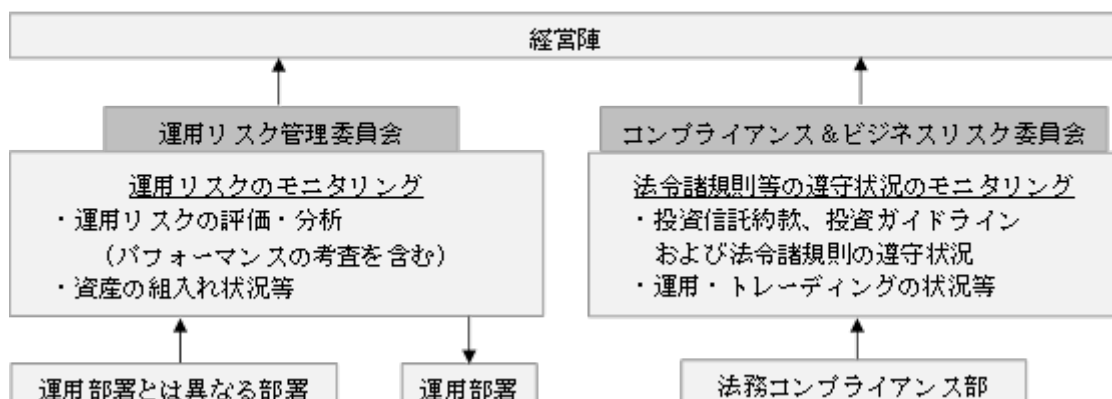 経営陣
運用リスク管理委員会
運用リスクのモニタリング
・運用リスクの評価・分析
（パフォーマンスの考査を含む）
・資産の組入れ状況等
コンプライアンス＆ビジネスリスク委員会
法令諸規則等の遵守状況のモニタリング
・投資信託約款、投資ガイドライン
および法令諸規則の遵守状況
・運用・トレーディングの状況等
運用部署とは異なる部署
運用部署
法務コンプライアンス部